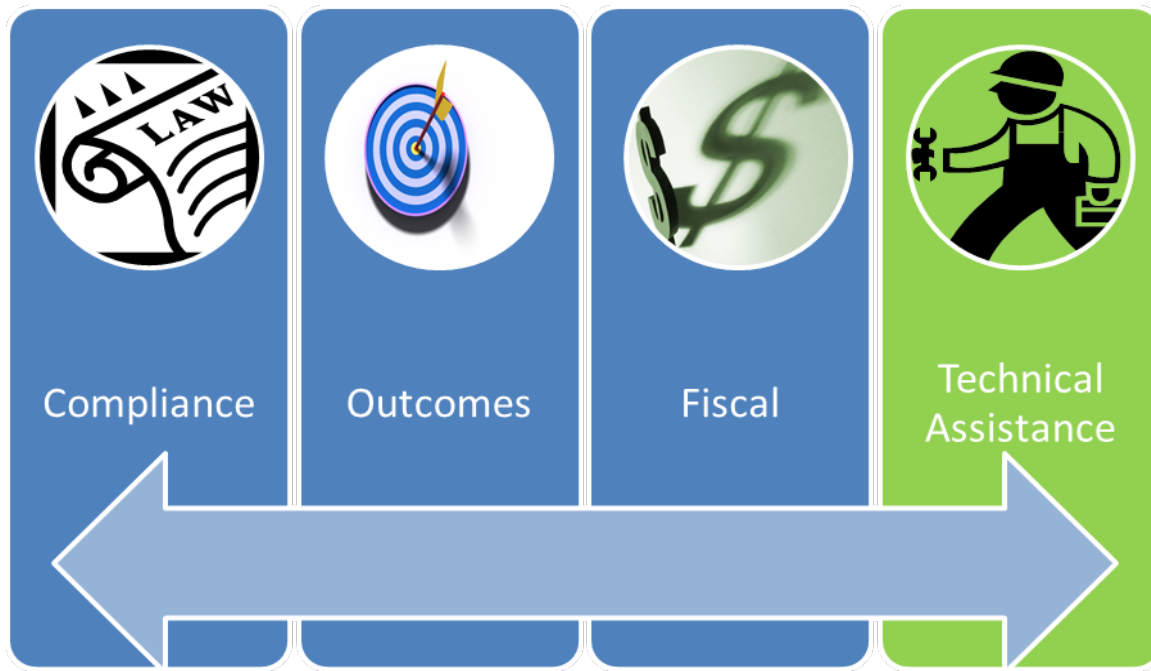 LAW
Compliance
Outcomes
$
$
Fiscal
Technical
Assistance